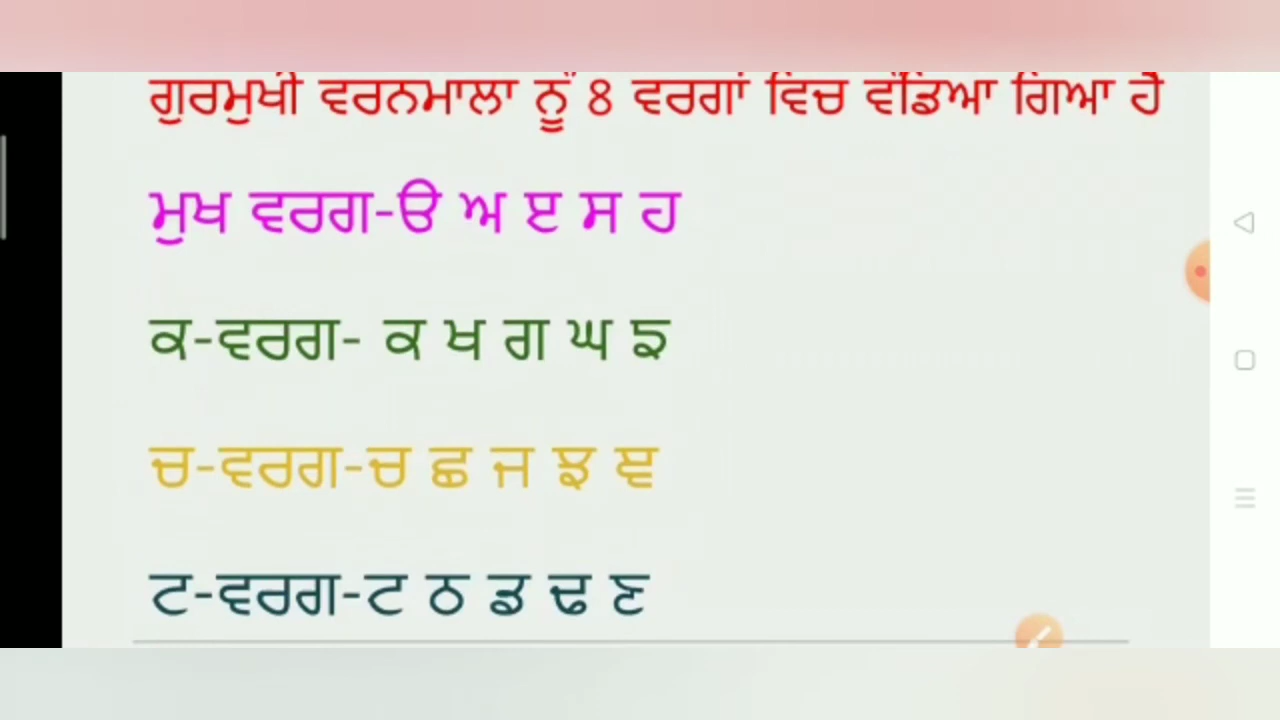 ਗੁਰਮੁਖੀ ਵਰਨਮਾਲਾ ਨੂੰ 8 ਵਰਗਾਂ ਵਿਚ ਵੰਡਿਆ ਗਿਆ ਹੈ
ਮੁਖ ਵਰਗ-ੳ ਅ ੲ ਸ ਹ
ਕ-ਵਰਗ- ਕ ਖ ਗ ਘ ਙ
ਚ-ਵਰਗ-ਚ ਛ ਜ ਝ ਞ
ਟ-ਵਰਗ-ਟ ਠ ਡ ਢ ਣ